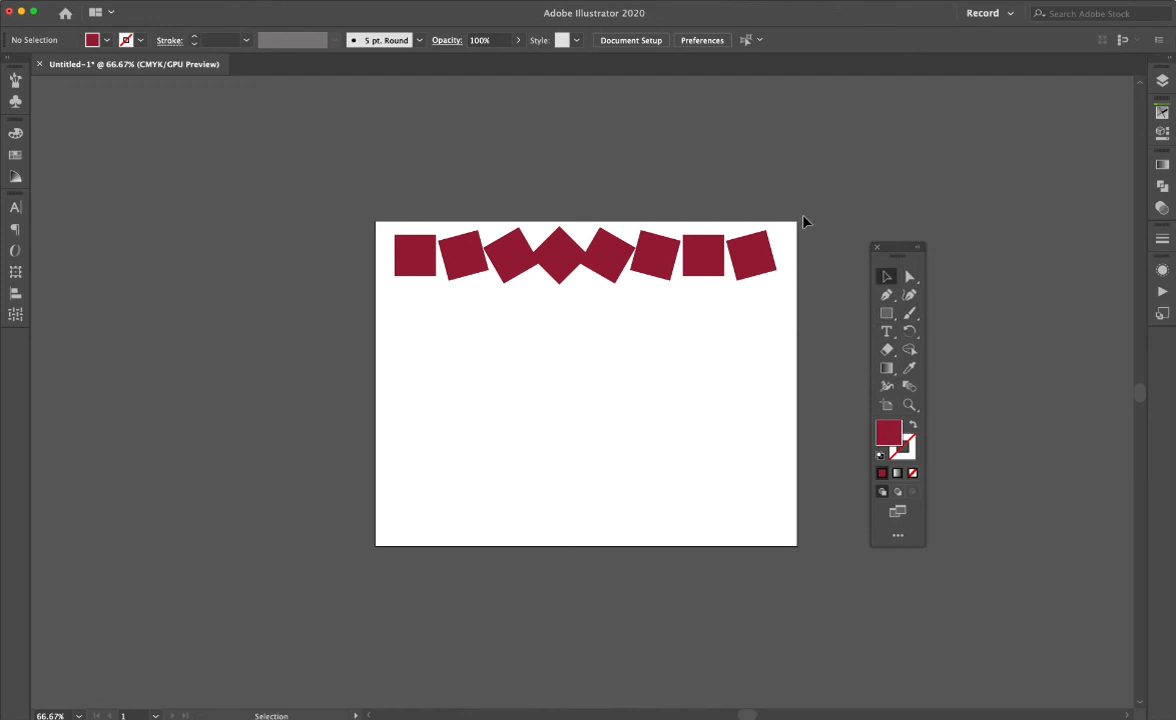 Adobe Illustrator 2020
Record
Search Adobe Stock
No Selection
Stroke:
5 pt. Round
Opacity:
100%
Style:
Document Setup
Preferences
× Untitled-1* @ 66.67% (CMYK/GPU Preview)
66.67%
1
Selection